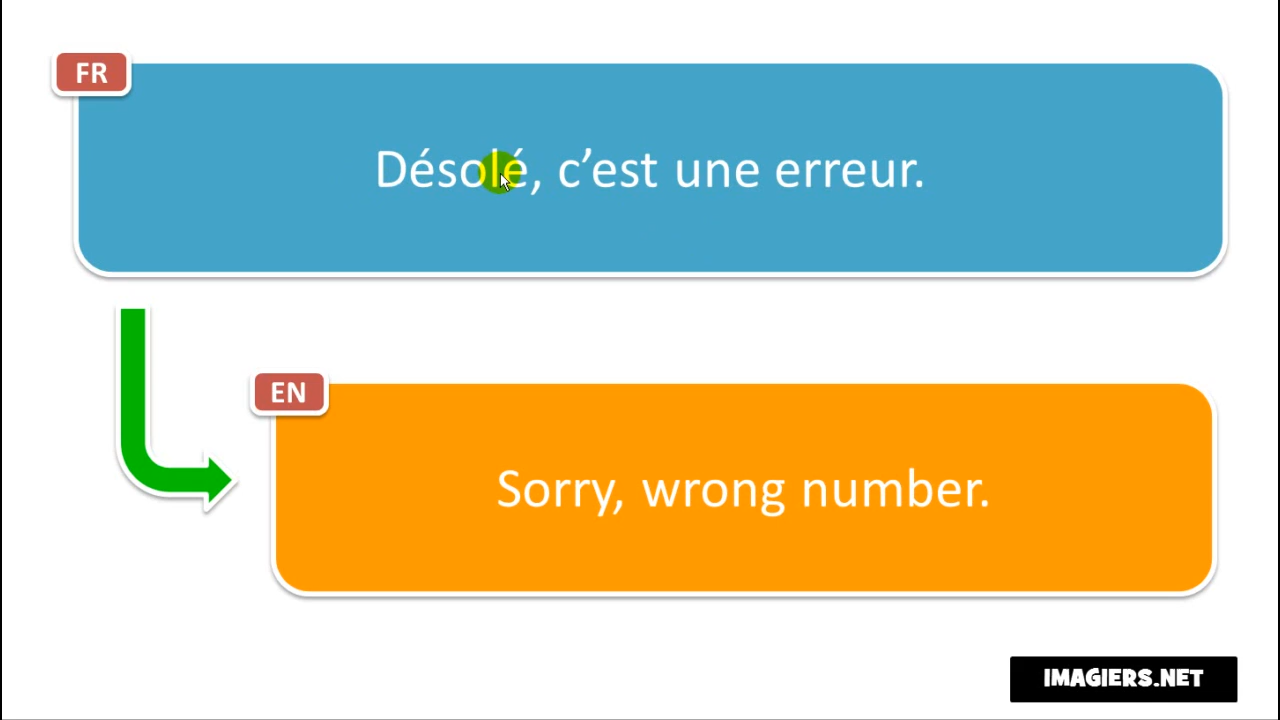 FR
Désolé, c’est une erreur.
EN
Sorry, wrong number.
IMAGIERS.NET